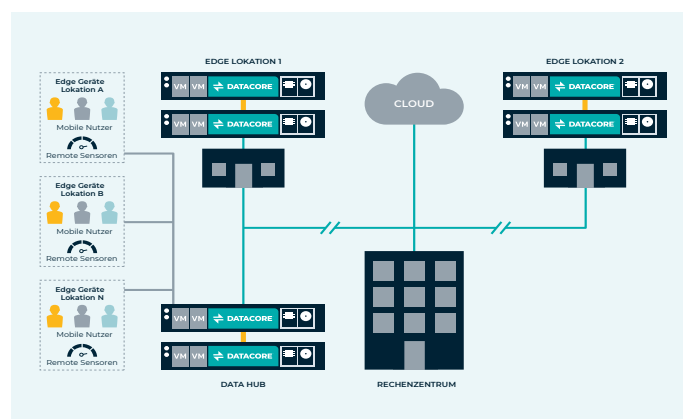 EDGE LOKATION 1
EDGE LOKATION 2
Edge Geräte
Lokation A
Mobile Nutzer
Remote Sensoren
VM VM DATACORE
VM VM DATACORE
CLOUD
VM VM DATACORE
VM VM DATACORE
Edge Geräte
Lokation B
Mobile Nutzer
Remote Sensoren
Edge Geräte
Lokation N
Mobile Nutzer
Remote Sensoren
VM VM DATACORE
VM VM DATACORE
DATA HUB
RECHENZENTRUM